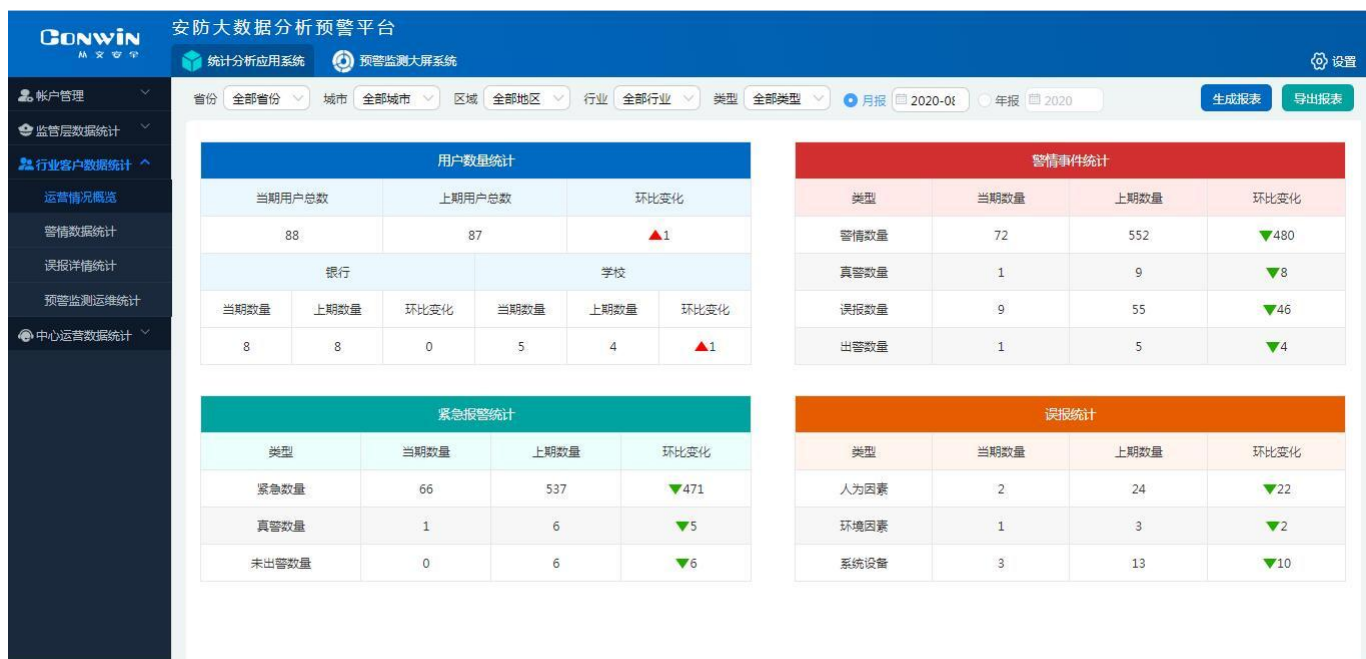 CONWIN
从文安平
安防大数据分析预警平台
统计分析应用系统 预警监测大屏系统 设置
帐户管理
监管层数据统计
行业客户数据统计
运营情况概览
警情数据统计
误报详情统计
预警监测运维统计
中心运营数据统计
省份 全部省份 城市 全部城市 区域 全部地区 行业 全部行业 类型 全部类型 月报 2020-08 年报 2020 生成报表 导出报表
用户数量统计
当期用户总数 上期用户总数 环比变化
88 87 ▲1
银行 学校
当期数量 上期数量 环比变化 当期数量 上期数量 环比变化
8 8 0 5 4 ▲1
警情事件统计
类型 当期数量 上期数量 环比变化
警情数量 72 552 ▼480
真警数量 1 9 ▼8
误报数量 9 55 ▼46
出警数量 1 5 ▼4
紧急报警统计
类型 当期数量 上期数量 环比变化
紧急数量 66 537 ▼471
真警数量 1 6 ▼5
未出警数量 0 6 ▼6
误报统计
类型 当期数量 上期数量 环比变化
人为因素 2 24 ▼22
环境因素 1 3 ▼2
系统设备 3 13 ▼10